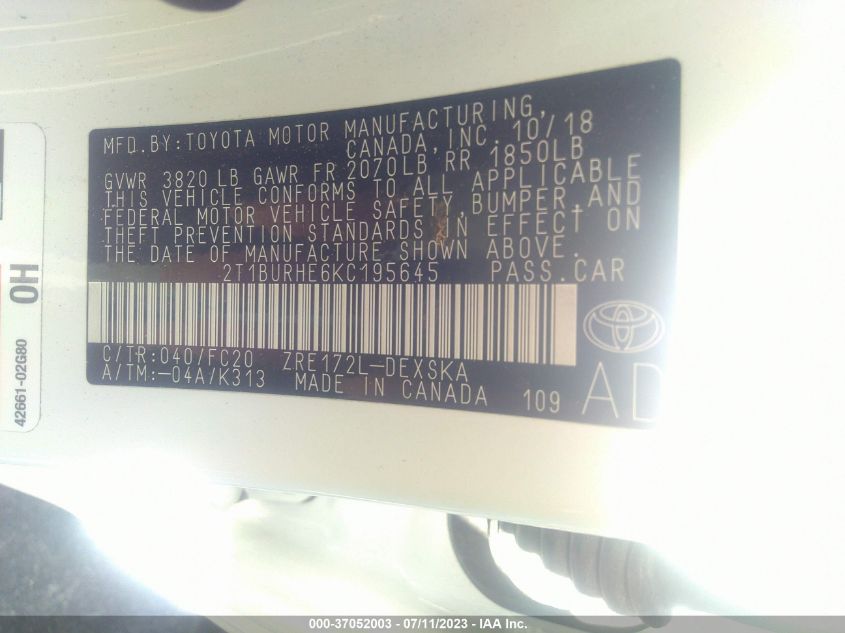 MFD.BY:TOYOTA MOTOR MANUFACTURING,
CANADA,INC. 10/18
GVWR 3820 LB GAWR FR 2070LB RR 1850LB
THIS VEHICLE CONFORMS TO ALL APPLICABLE
FEDERAL MOTOR VEHICLE SAFETY,BUMPER,AND
THEFT PREVENTION STANDARDS IN EFFECT ON
THE DATE OF MANUFACTURE SHOWN ABOVE.
2T1BURHE6KC195645 PASS.CAR
C/TR:040/FC20 ZRE172L-DEXSKA
A/TM:-04A/K313 MADE IN CANADA 109
AD
0H
42661-02G80
000-37052003 - 07/11/2023 - IEAA Inc.